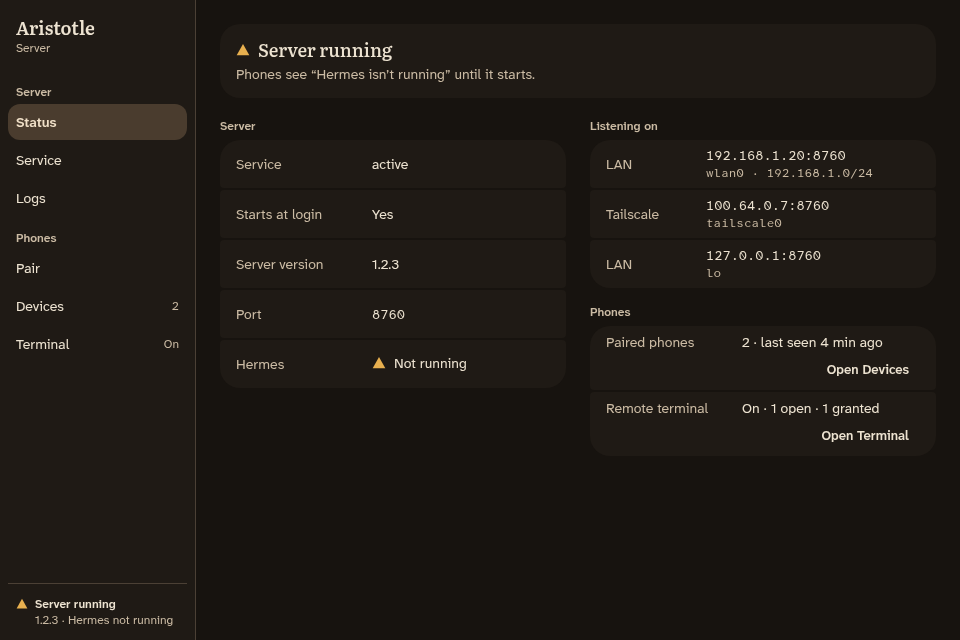 Aristotle
Server
Server
Status
Service
Logs
Phones
Pair
Devices 2
Terminal On
Server running
1.2.3 · Hermes not running
Server running
Phones see “Hermes isn’t running” until it starts.
Server
Service active
Starts at login Yes
Server version 1.2.3
Port 8760
Hermes Not running
Listening on
LAN 192.168.1.20:8760
wlan0 · 192.168.1.0/24
Tailscale 100.64.0.7:8760
tailscale0
LAN 127.0.0.1:8760
lo
Phones
Paired phones 2 · last seen 4 min ago
Open Devices
Remote terminal On · 1 open · 1 granted
Open Terminal